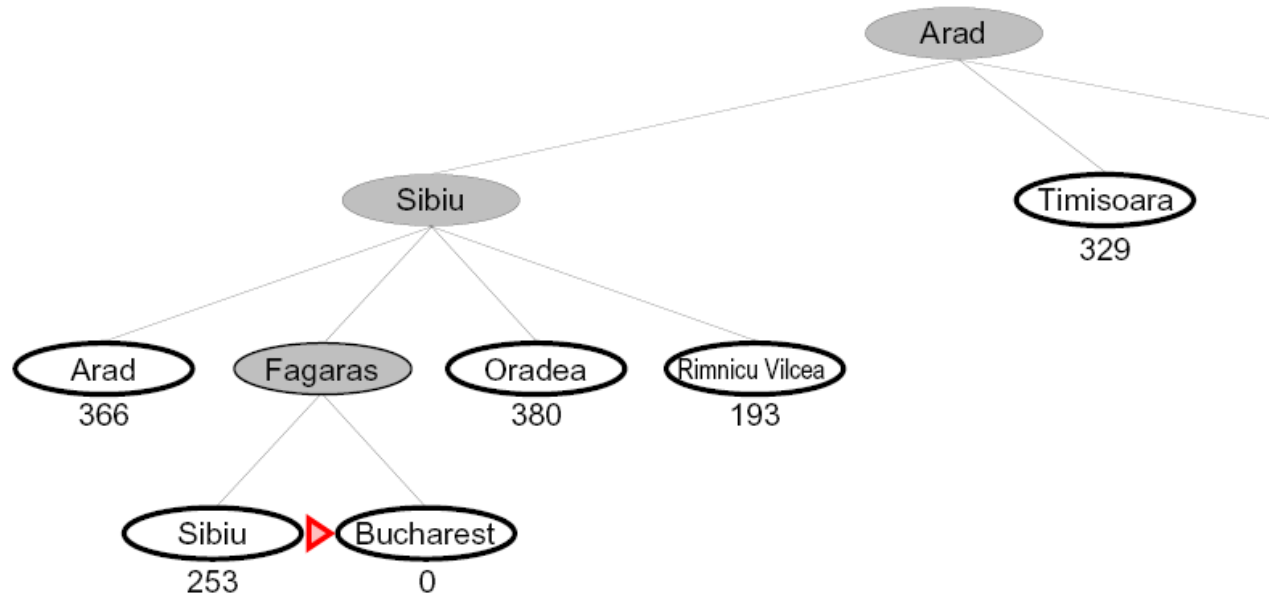 Arad
Sibiu
Timisoara
329
Arad
Fagaras
Oradea
Rimnicu Vilcea
366
380
193
Sibiu
Bucharest
253
0